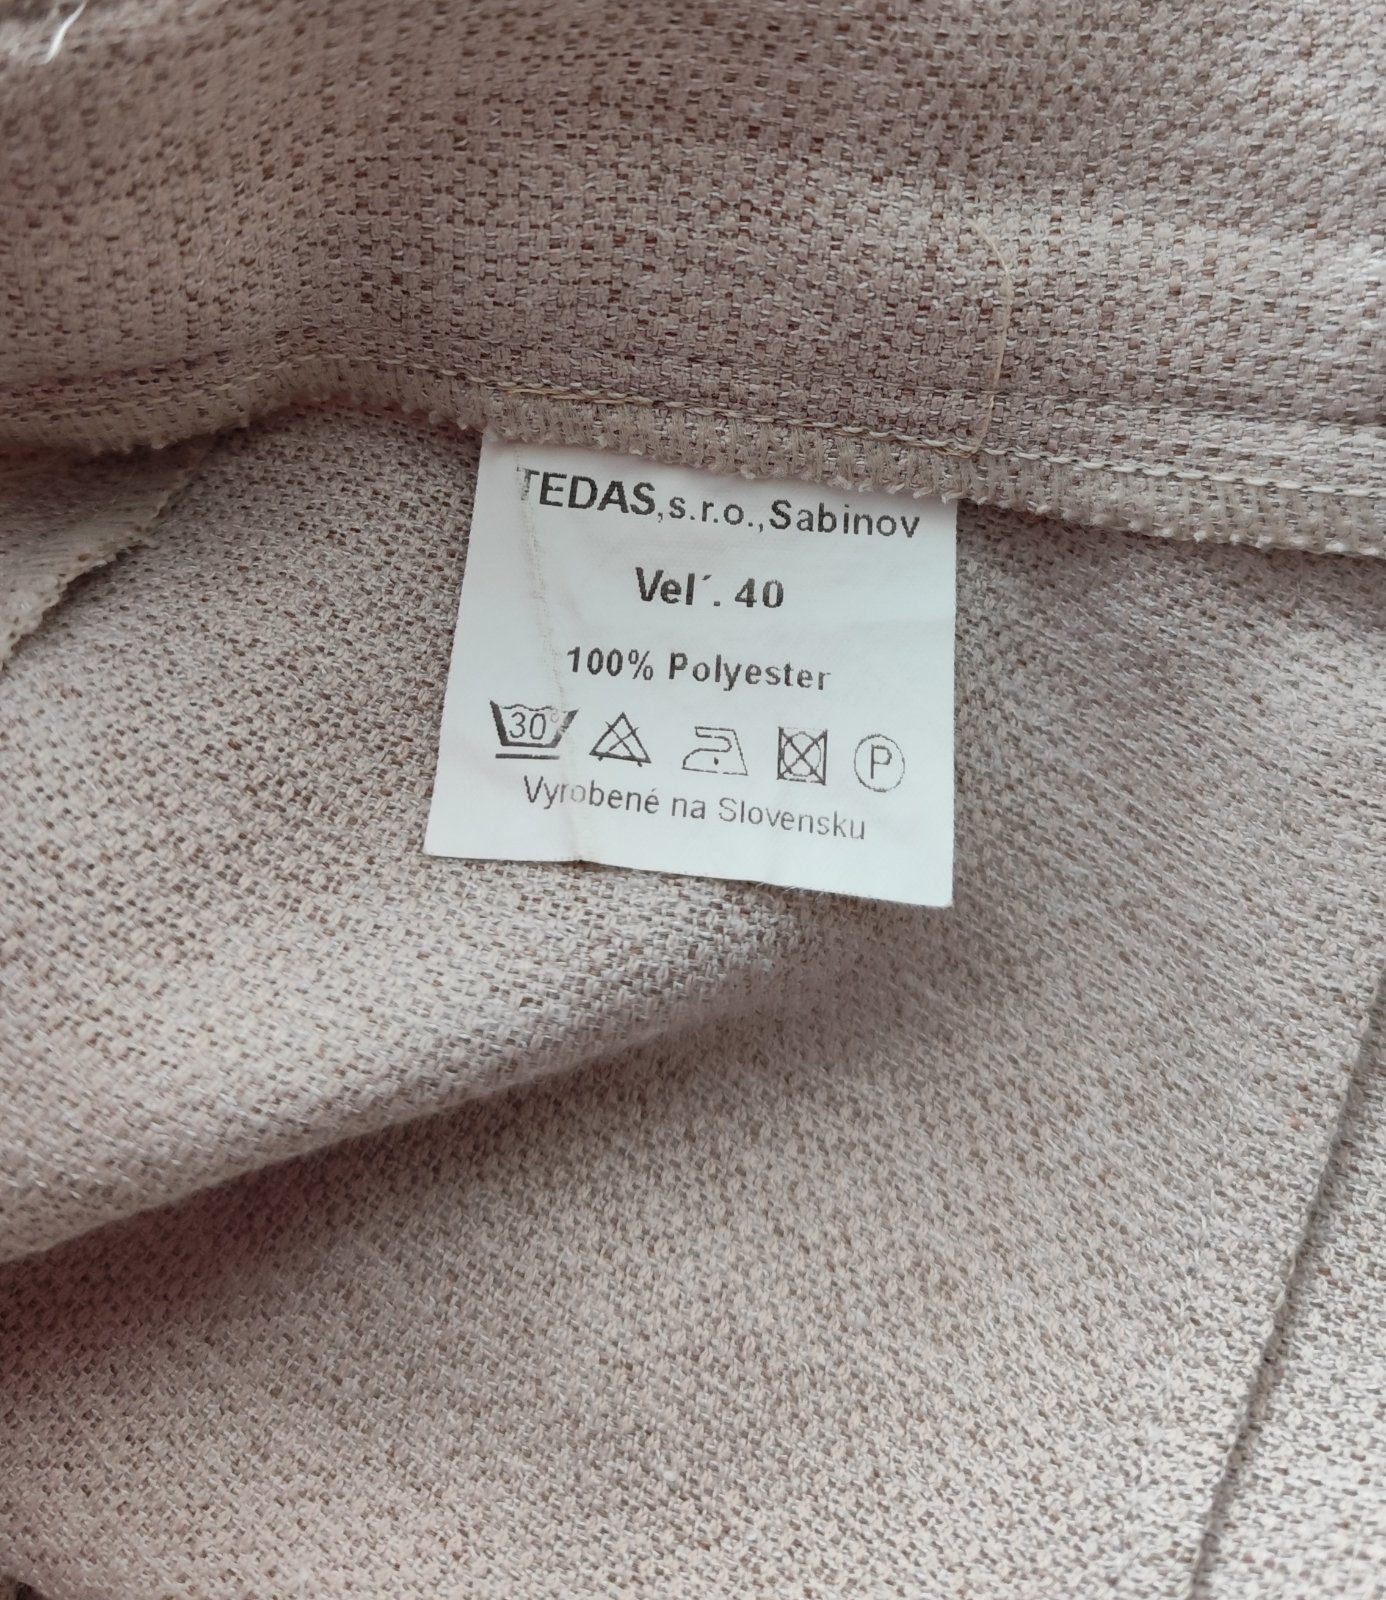 TEDAS,s.r.o.,Sabinov
Vel´. 40
100% Polyester
30° P
Vyrobené na Slovensku